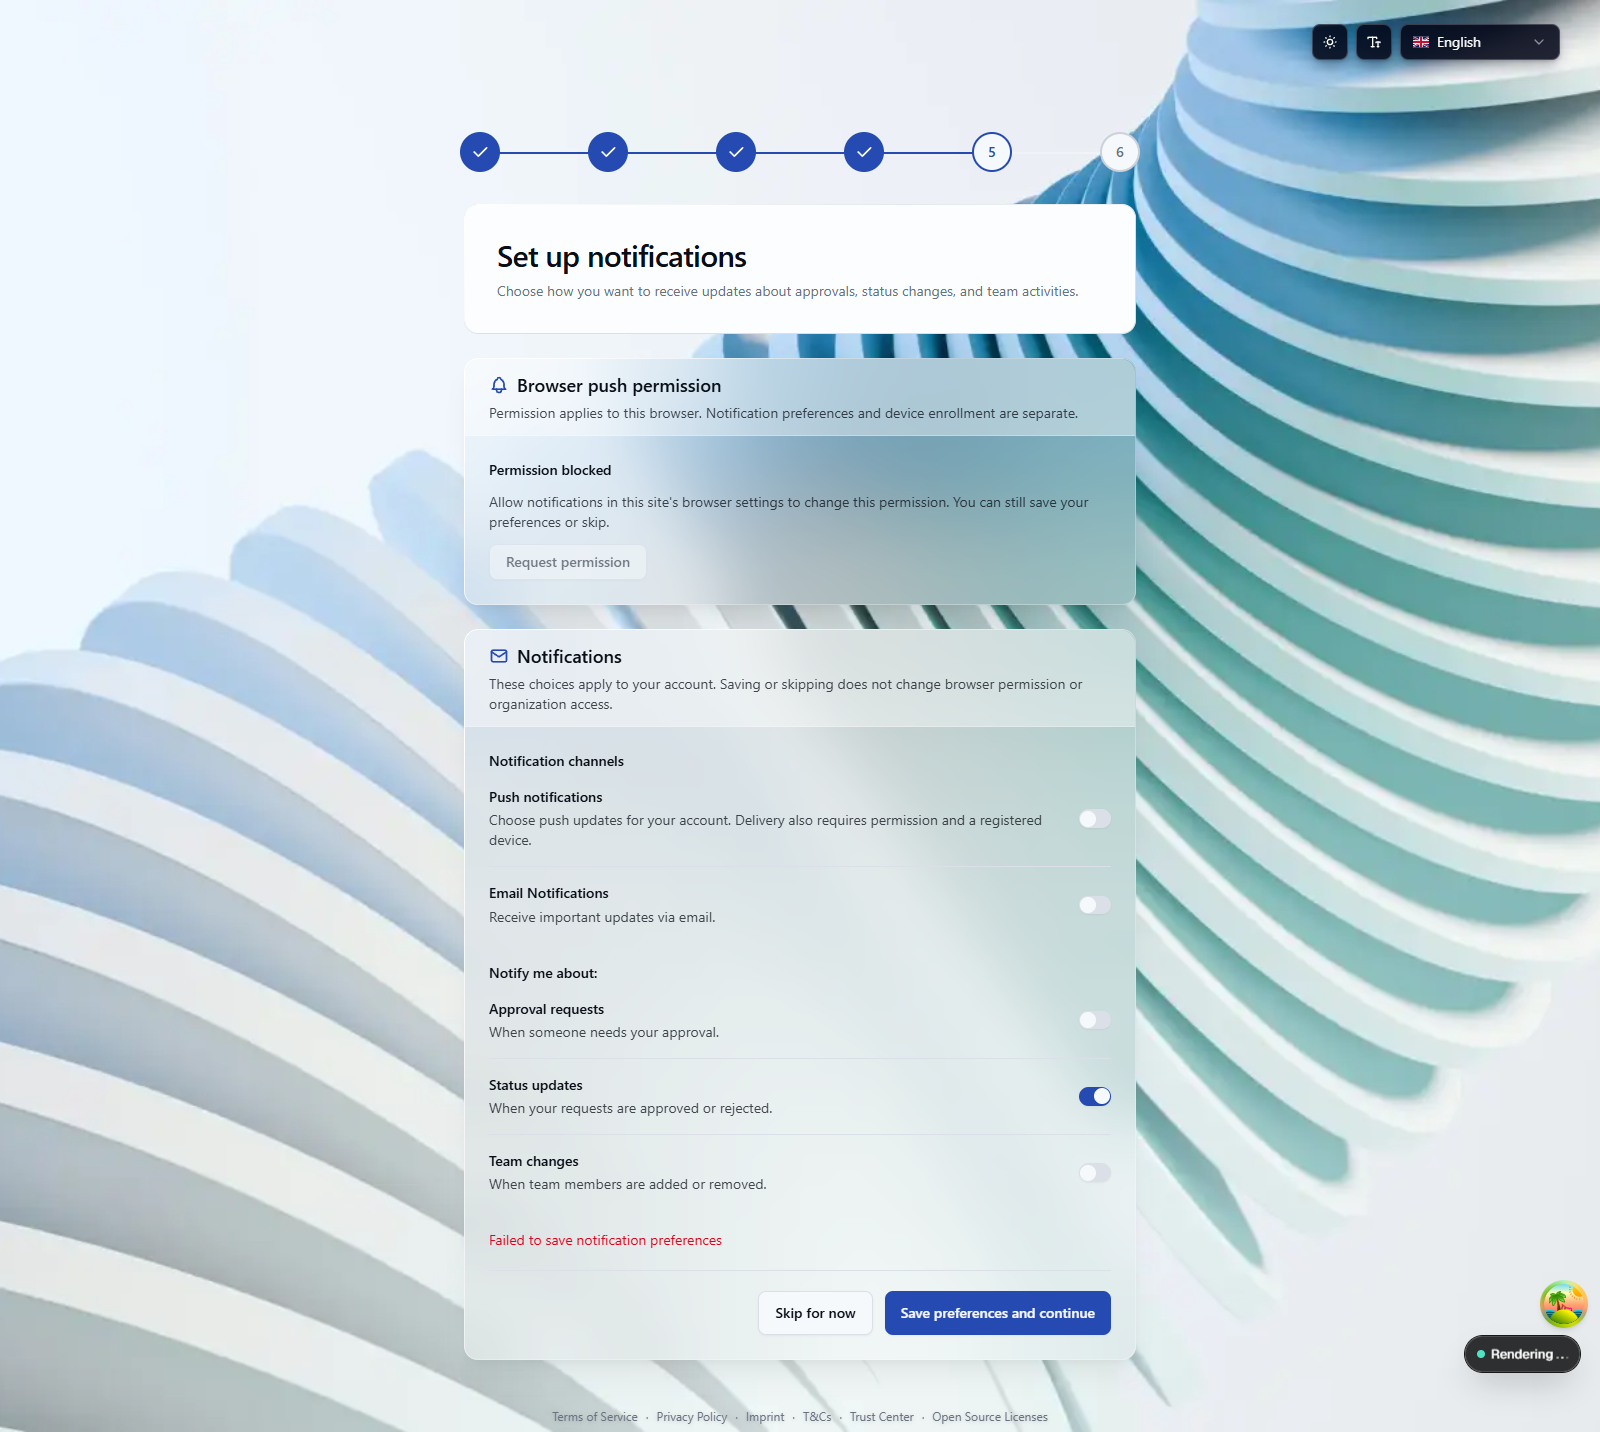 English
5
6
Set up notifications
Choose how you want to receive updates about approvals, status changes, and team activities.
Browser push permission
Permission applies to this browser. Notification preferences and device enrollment are separate.
Permission blocked
Allow notifications in this site's browser settings to change this permission. You can still save your
preferences or skip.
Request permission
Notifications
These choices apply to your account. Saving or skipping does not change browser permission or
organization access.
Notification channels
Push notifications
Choose push updates for your account. Delivery also requires permission and a registered
device.
Email Notifications
Receive important updates via email.
Notify me about:
Approval requests
When someone needs your approval.
Status updates
When your requests are approved or rejected.
Team changes
When team members are added or removed.
Failed to save notification preferences
Skip for now
Save preferences and continue
Rendering ...
Terms of Service · Privacy Policy · Imprint · T&Cs · Trust Center · Open Source Licenses